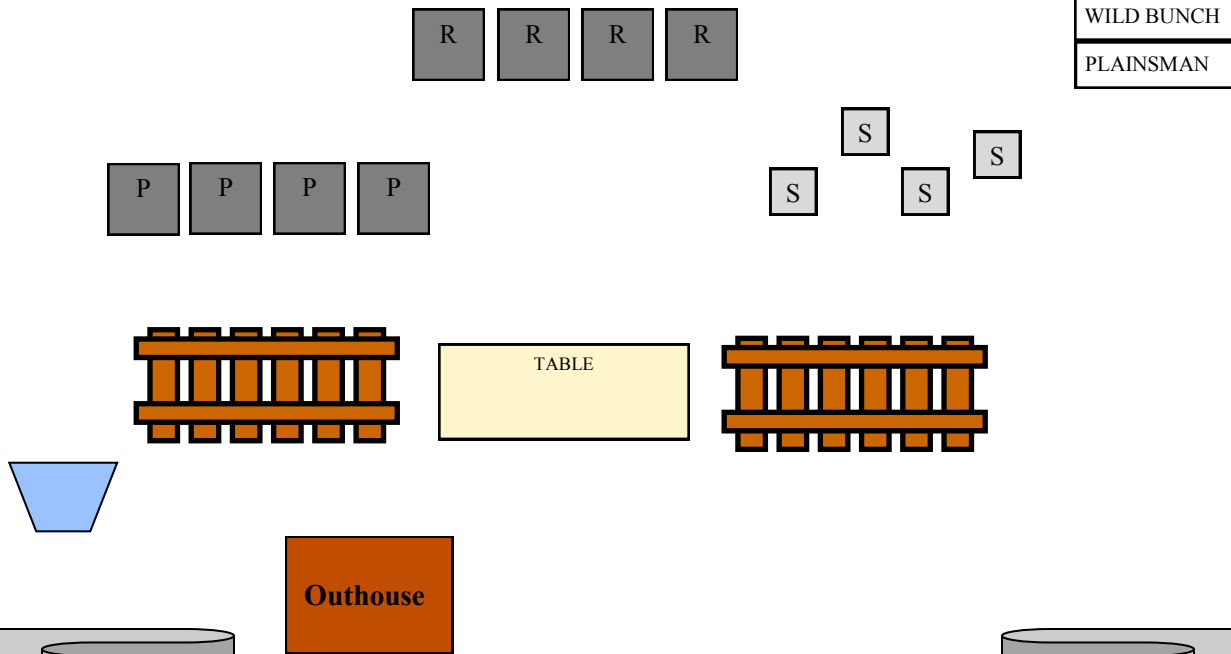 WILD BUNCH
PLAINSMAN
R R R R
S
S
P P P P
S S
TABLE
Outhouse